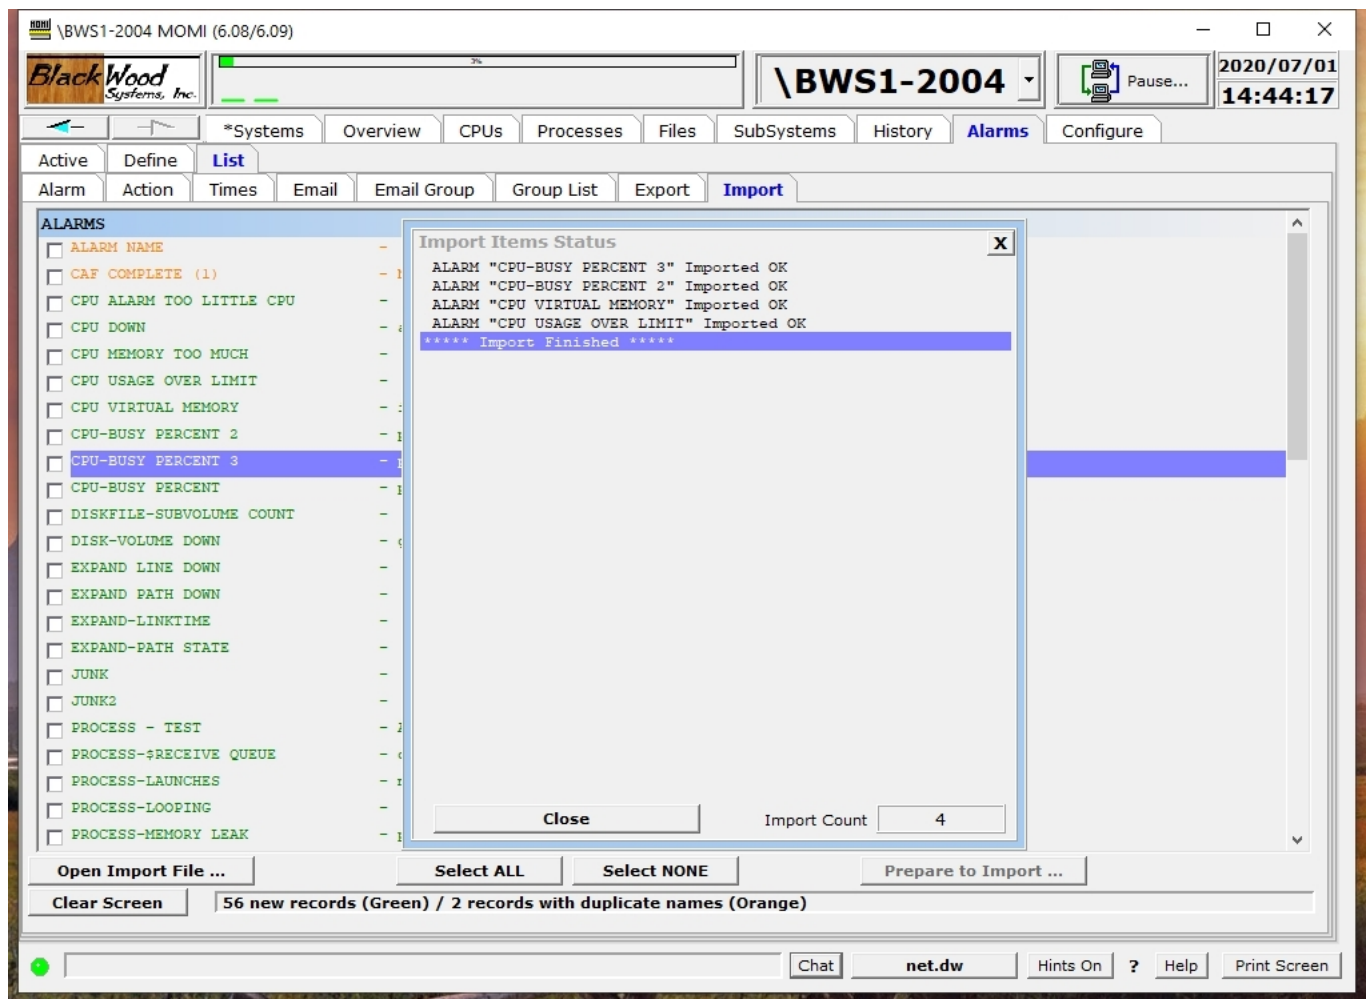 \BWS1-2004 MOMI (6.08/6.09)
BlackWood Systems, Inc.
3%
\BWS1-2004
Pause...
2020/07/01
14:44:17
*Systems Overview CPUs Processes Files SubSystems History Alarms Configure
Active Define List
Alarm Action Times Email Email Group Group List Export Import
ALARMS
ALARM NAME -
CAF COMPLETE (1) -
CPU ALARM TOO LITTLE CPU -
CPU DOWN -
CPU MEMORY TOO MUCH -
CPU USAGE OVER LIMIT -
CPU VIRTUAL MEMORY -
CPU-BUSY PERCENT 2 -
CPU-BUSY PERCENT 3 -
CPU-BUSY PERCENT -
DISKFILE-SUBVOLUME COUNT -
DISK-VOLUME DOWN -
EXPAND LINE DOWN -
EXPAND PATH DOWN -
EXPAND-LINKTIME -
EXPAND-PATH STATE -
JUNK -
JUNK2 -
PROCESS - TEST -
PROCESS-$RECEIVE QUEUE -
PROCESS-LAUNCHES -
PROCESS-LOOPING -
PROCESS-MEMORY LEAK -
Import Items Status X
ALARM "CPU-BUSY PERCENT 3" Imported OK
ALARM "CPU-BUSY PERCENT 2" Imported OK
ALARM "CPU VIRTUAL MEMORY" Imported OK
ALARM "CPU USAGE OVER LIMIT" Imported OK
***** Import Finished *****
Close Import Count 4
Open Import File ... Select ALL Select NONE Prepare to Import ...
Clear Screen 56 new records (Green) / 2 records with duplicate names (Orange)
Chat net.dw Hints On ? Help Print Screen